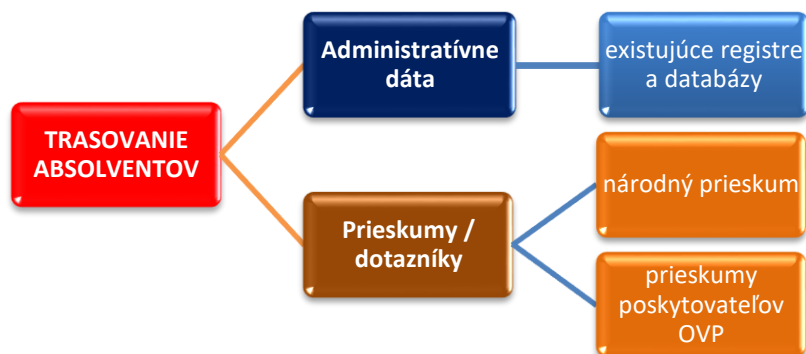 TRASOVANIE
ABSOLVENTOV
Administratívne
dáta
existujúce registre
a databázy
Prieskumy /
dotazníky
národný prieskum
prieskumy
poskytovateľov
OVP